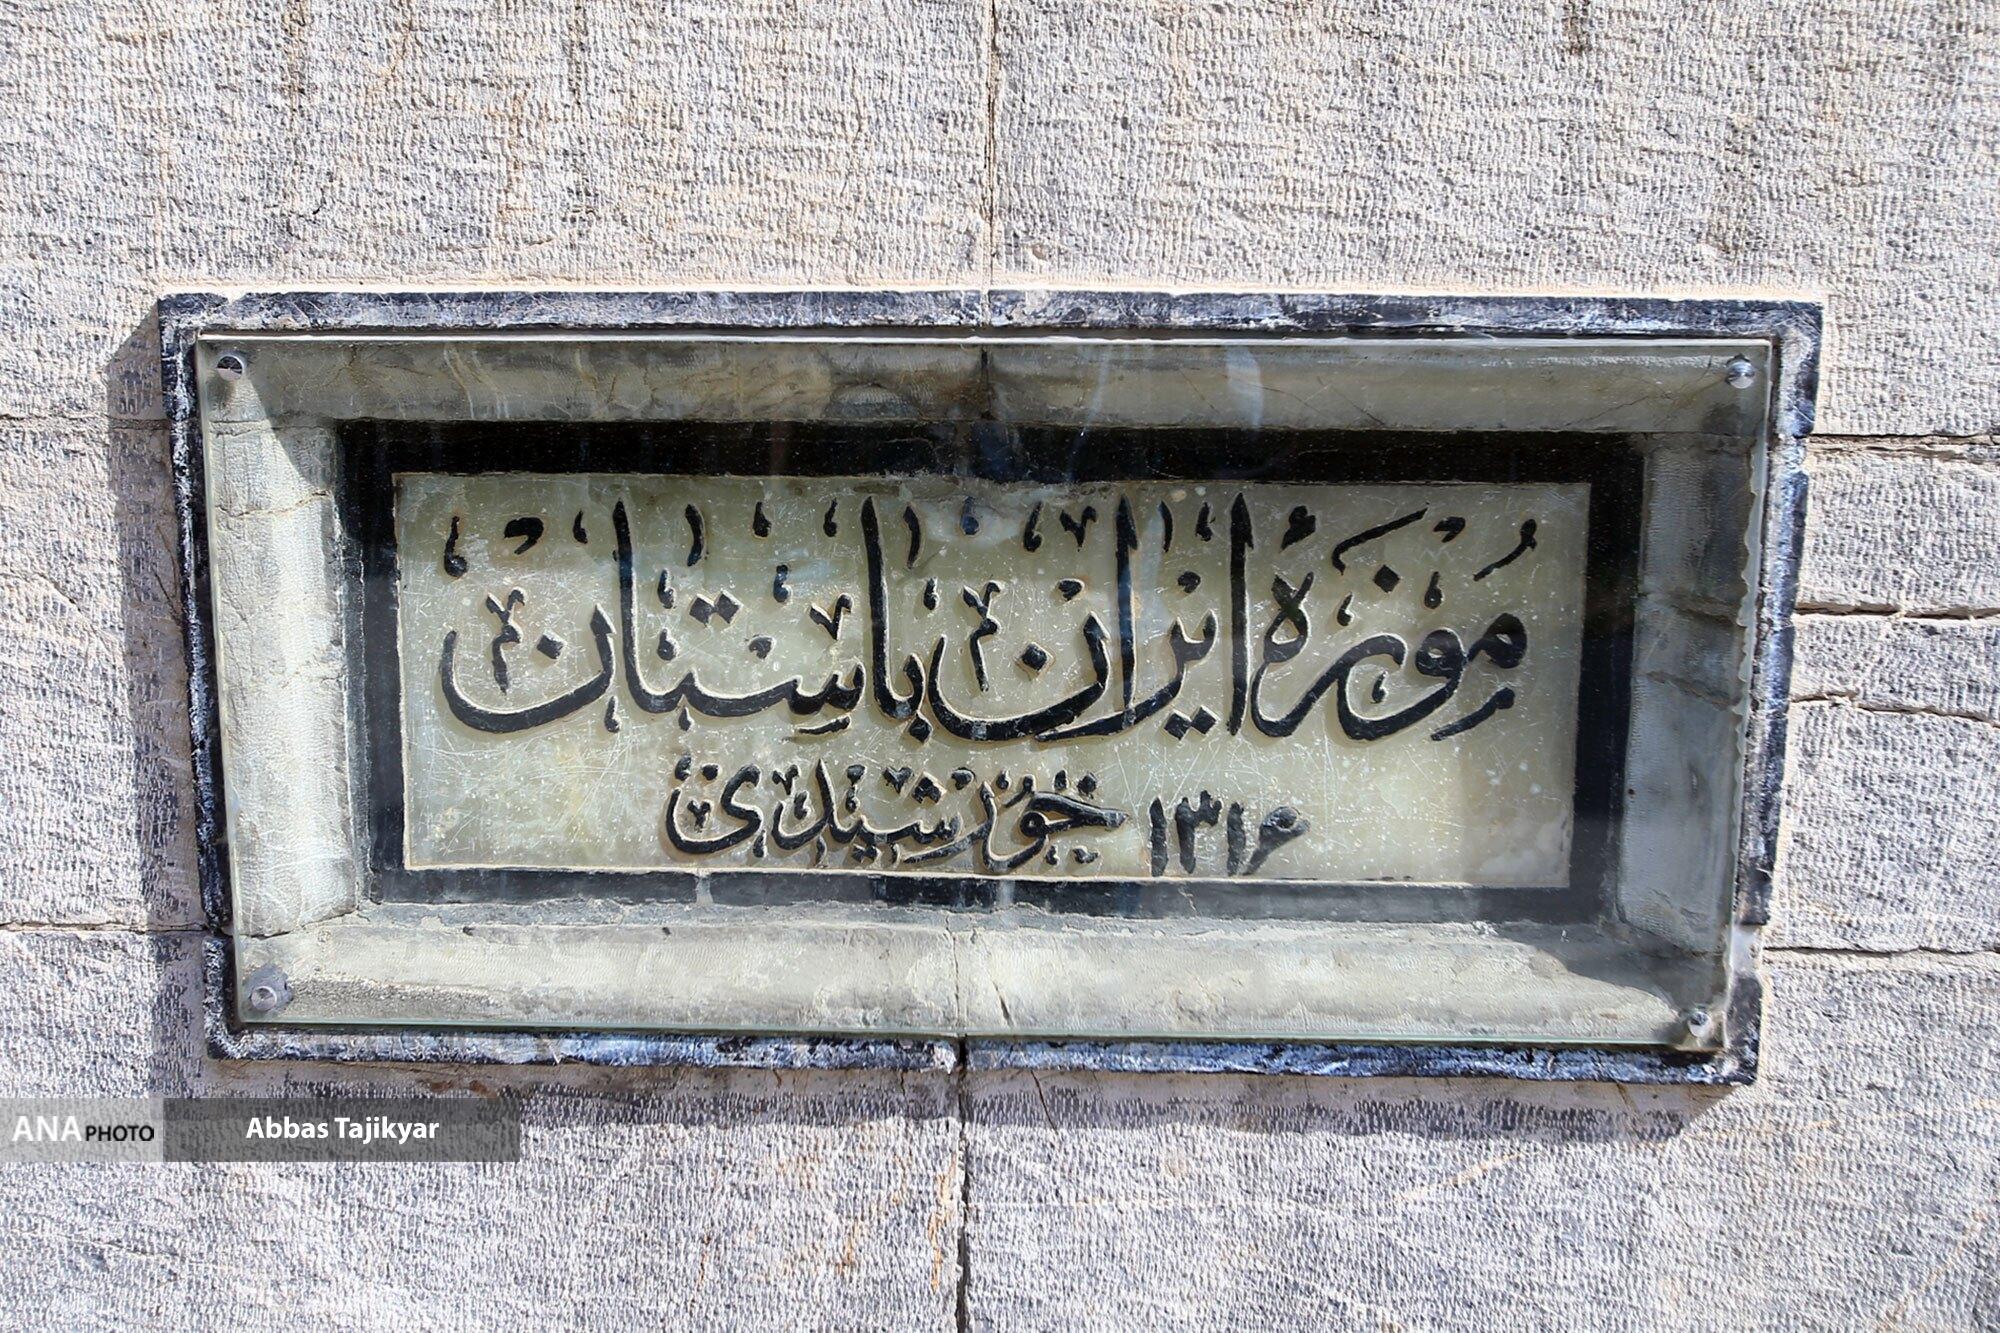 موزهٔ ایران باستان
۱۳۱۶ خورشیدی
ANA PHOTO Abbas Tajikyar